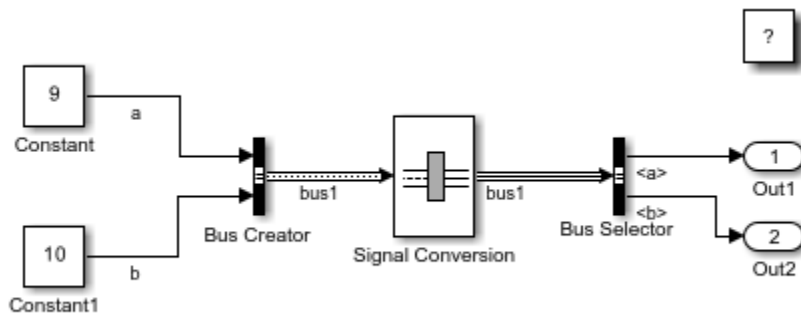 ?
9
a
Constant
1
<a>
Out1
bus1
bus1
<b>
Bus Creator
Bus Selector
2
10
Signal Conversion
b
Out2
Constant1